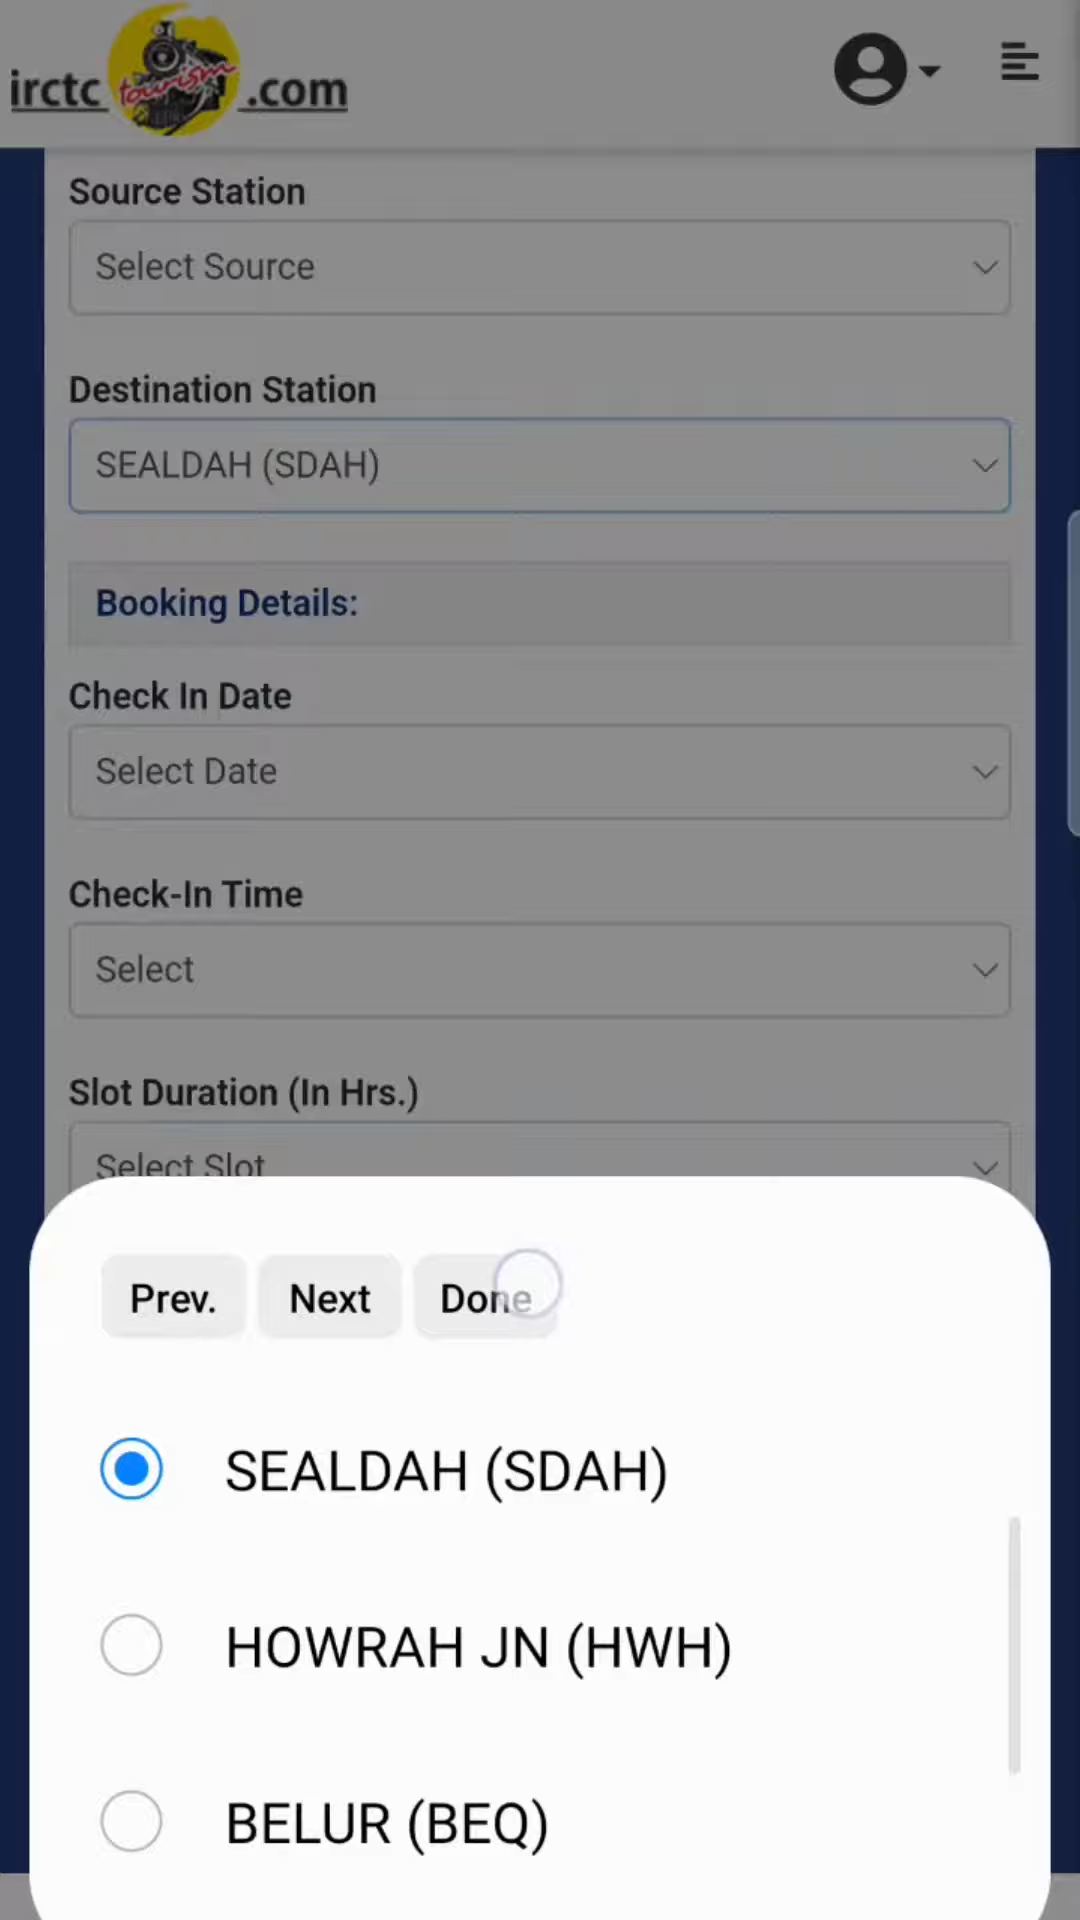 irctc tourism .com
Source Station
Select Source
Destination Station
SEALDAH (SDAH)
Booking Details:
Check In Date
Select Date
Check-In Time
Select
Slot Duration (In Hrs.)
Select Slot
Prev. Next Done
SEALDAH (SDAH)
HOWRAH JN (HWH)
BELUR (BEQ)